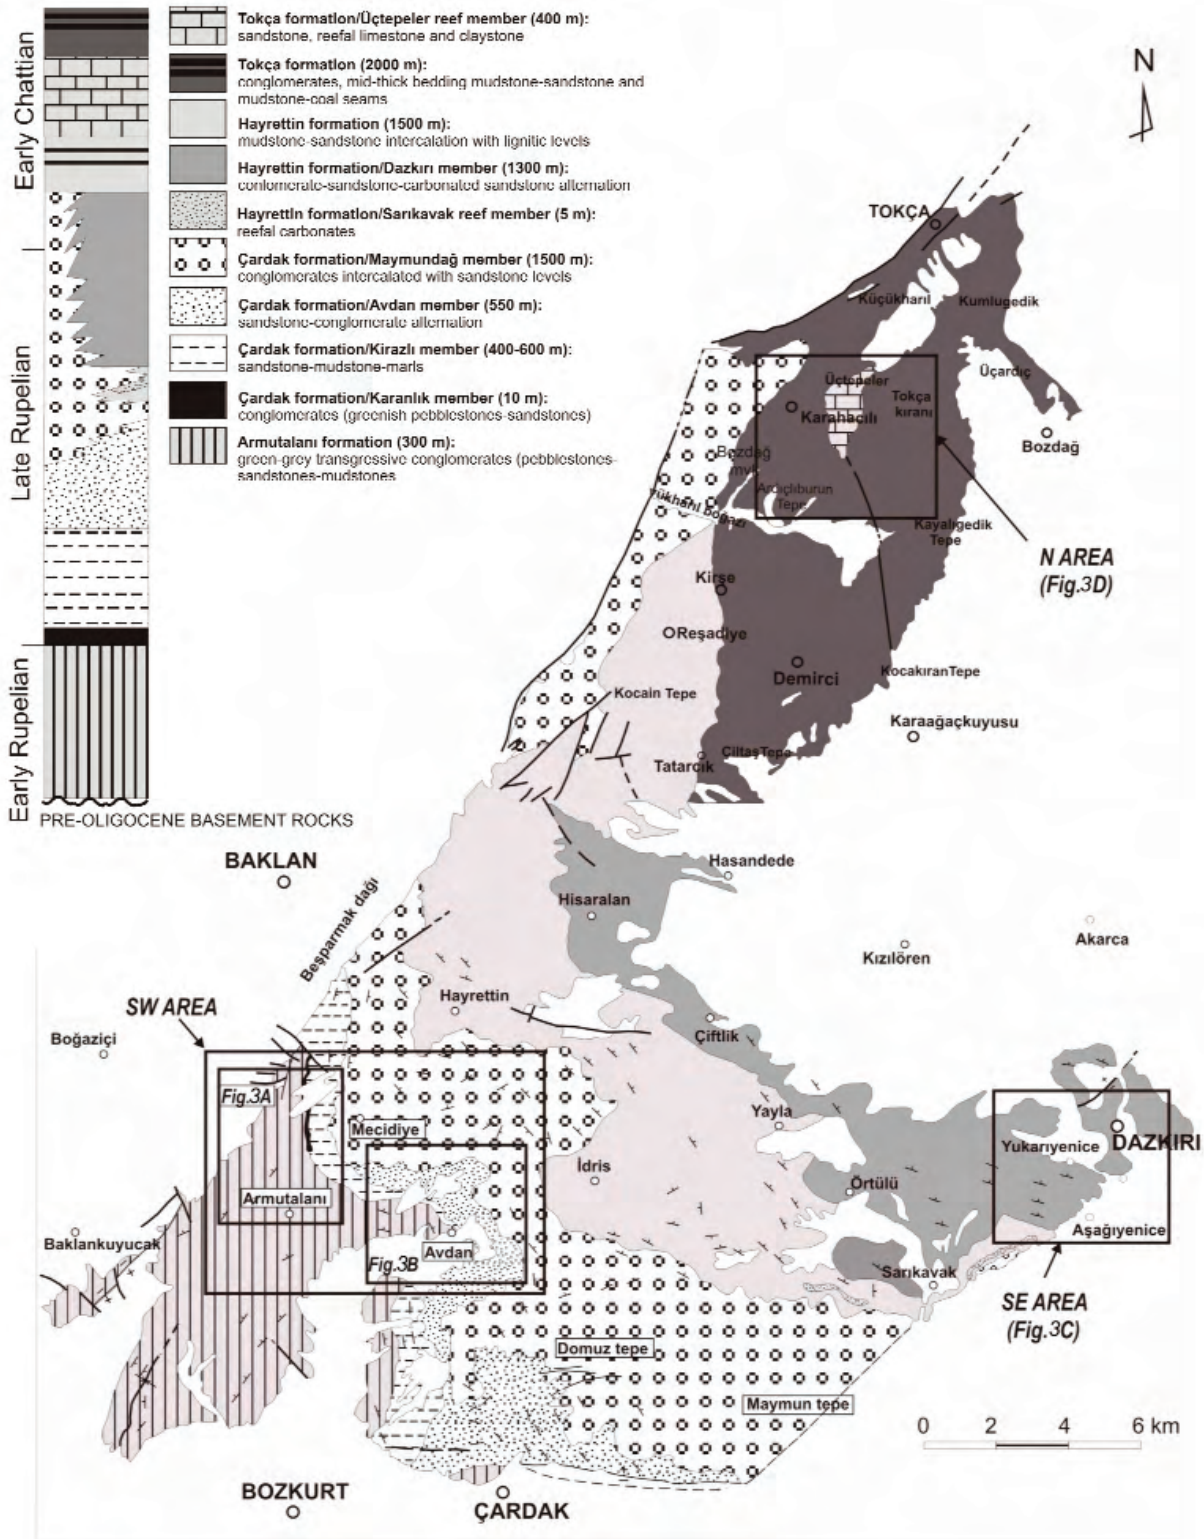 Early Chattian
Late Rupelian
Early Rupelian
PRE-OLIGOCENE BASEMENT ROCKS
Tokça formation/Üçtepeler reef member (400 m):
sandstone, reefal limestone and claystone
Tokça formation (2000 m):
conglomerates, mid-thick bedding mudstone-sandstone and
mudstone-coal seams
Hayrettin formation (1500 m):
mudstone-sandstone intercalation with lignitic levels
Hayrettin formation/Dazkırı member (1300 m):
conlomerate-sandstone-carbonated sandstone alternation
Hayrettin formation/Sarıkavak reef member (5 m):
reefal carbonates
Çardak formation/Maymundağ member (1500 m):
conglomerates intercalated with sandstone levels
Çardak formation/Avdan member (550 m):
sandstone-conglomerate alternation
Çardak formation/Kirazlı member (400-600 m):
sandstone-mudstone-marls
Çardak formation/Karanlık member (10 m):
conglomerates (greenish pebblestones-sandstones)
Armutalanı formation (300 m):
green-grey transgressive conglomerates (pebblestones-
sandstones-mudstones
N
TOKÇA
Küçükharıl
Kumlugedik
Üçardıç
Üçtepeler
Tokça
kıranı
Karahacılı
Bozdağ
Bozdağ
mvk
Ardıçlıburun
Tepe
yukharıl boğazı
Kayalıgedik
Tepe
N AREA
(Fig.3D)
Kirşe
Reşadiye
Demirci
KocakıranTepe
Kocain Tepe
Karaağaçkuyusu
ÇiltaşTepe
Tatarcık
BAKLAN
Hasandede
Beşparmak dağı
Hisaralan
Akarca
Kızılören
SW AREA
Hayrettin
Boğaziçi
Çiftlik
Fig.3A
Mecidiye
Yayla
DAZKIRI
Yukarıyenice
İdris
Armutalanı
Örtülü
Aşağıyenice
Baklankuyucak
Avdan
Fig.3B
Sarıkavak
SE AREA
(Fig.3C)
Domuz tepe
Maymun tepe
0 2 4 6 km
BOZKURT
ÇARDAK